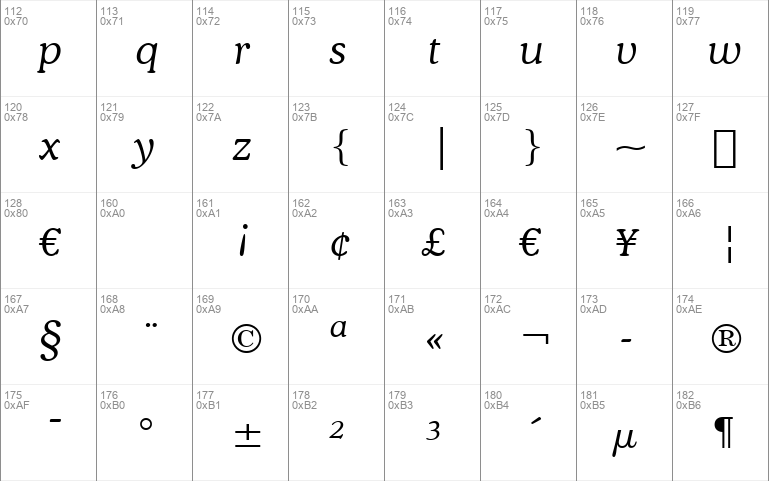 112 113 114 115 116 117 118 119
0x70 0x71 0x72 0x73 0x74 0x75 0x76 0x77
p q r s t u v w
120 121 122 123 124 125 126 127
0x78 0x79 0x7A 0x7B 0x7C 0x7D 0x7E 0x7F
x y z { | } ~ □
128 160 161 162 163 164 165 166
0x80 0xA0 0xA1 0xA2 0xA3 0xA4 0xA5 0xA6
€ ¡ ¢ £ € ¥ ¦
167 168 169 170 171 172 173 174
0xA7 0xA8 0xA9 0xAA 0xAB 0xAC 0xAD 0xAE
§ ¨ © ª « ¬ - ®
175 176 177 178 179 180 181 182
0xAF 0xB0 0xB1 0xB2 0xB3 0xB4 0xB5 0xB6
¯ ° ± ² ³ ´ µ ¶